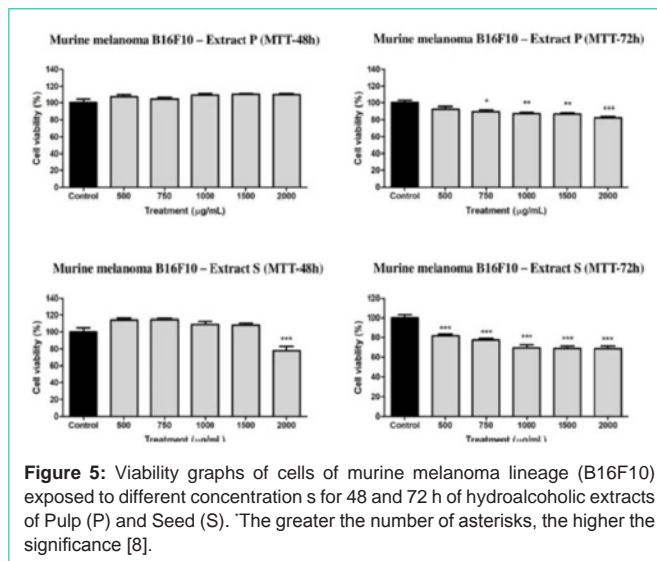 Murine melanoma B16F10 – Extract P (MTT-48h)
Cell viability (%)
140
120
100
80
60
40
20
0
Control 500 750 1000 1500 2000
Treatment (µg/mL)
Murine melanoma B16F10 – Extract P (MTT-72h)
Cell viability (%)
140
120
100
80
60
40
20
0
* ** ** ***
Control 500 750 1000 1500 2000
Treatment (µg/mL)
Murine melanoma B16F10 – Extract S (MTT-48h)
Cell viability (%)
140
120
100
80
60
40
20
0
***
Control 500 750 1000 1500 2000
Treatment (µg/mL)
Murine melanoma B16F10 – Extract S (MTT-72h)
Cell viability (%)
120
100
80
60
40
20
0
*** *** *** *** ***
Control 500 750 1000 1500 2000
Treatment (µg/mL)
Figure 5: Viability graphs of cells of murine melanoma lineage (B16F10)
exposed to different concentration s for 48 and 72 h of hydroalcoholic extracts
of Pulp (P) and Seed (S). *The greater the number of asterisks, the higher the
significance [8].